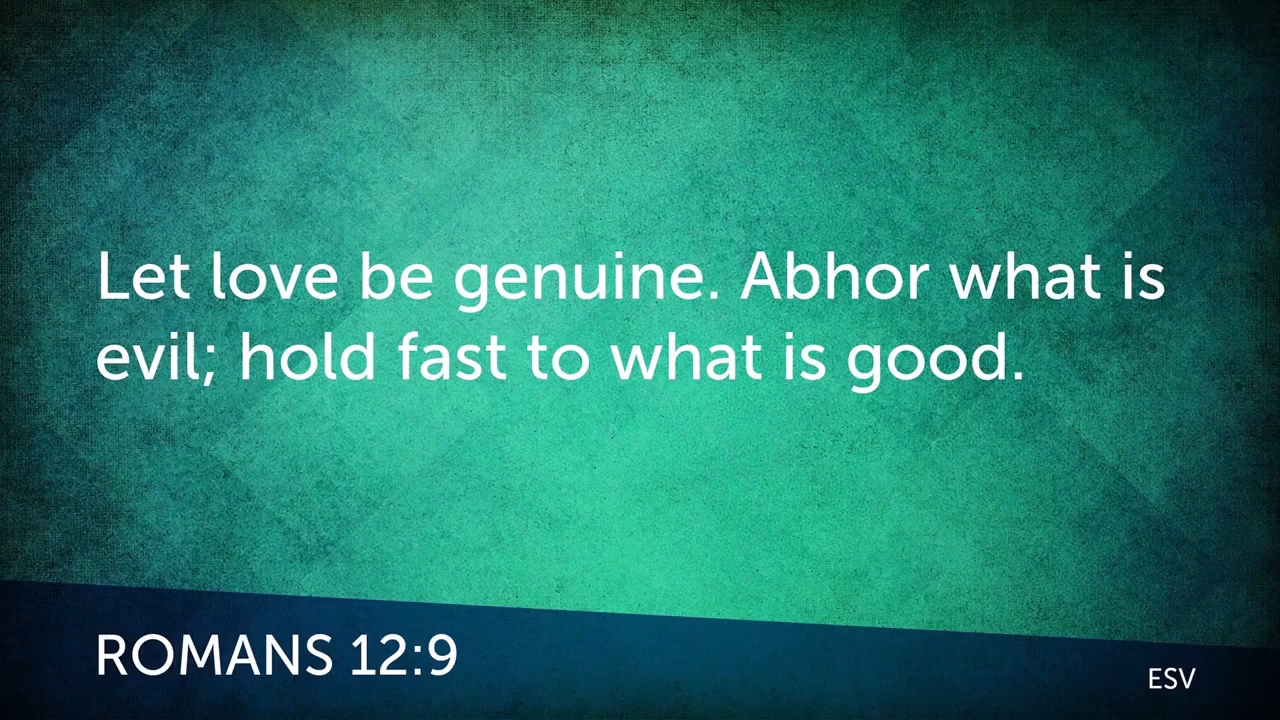 Let love be genuine. Abhor what is
evil; hold fast to what is good.
ROMANS 12:9
ESV